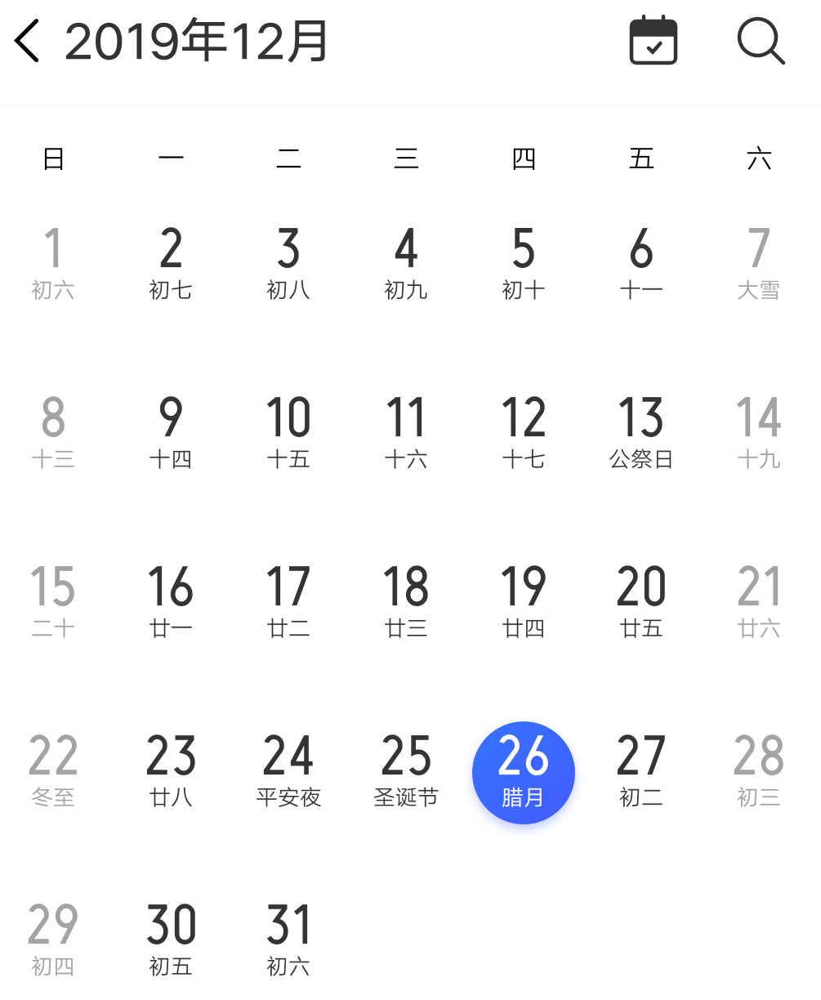 2019年12月
日 一 二 三 四 五 六
1 2 3 4 5 6 7
初六 初七 初八 初九 初十 十一 大雪
8 9 10 11 12 13 14
十三 十四 十五 十六 十七 公祭日 十九
15 16 17 18 19 20 21
二十 廿一 廿二 廿三 廿四 廿五 廿六
22 23 24 25 26 27 28
冬至 廿八 平安夜 圣诞节 腊月 初二 初三
29 30 31
初四 初五 初六